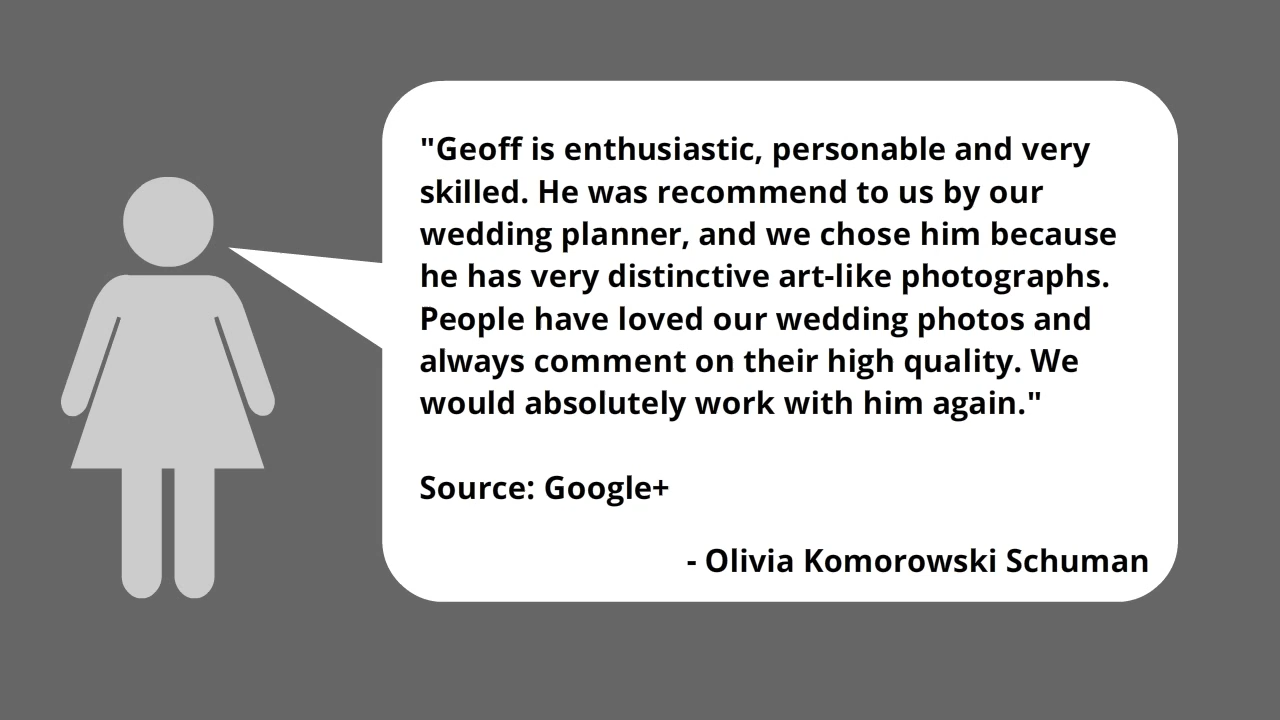 "Geoff is enthusiastic, personable and very
skilled. He was recommend to us by our
wedding planner, and we chose him because
he has very distinctive art-like photographs.
People have loved our wedding photos and
always comment on their high quality. We
would absolutely work with him again."
Source: Google+
- Olivia Komorowski Schuman